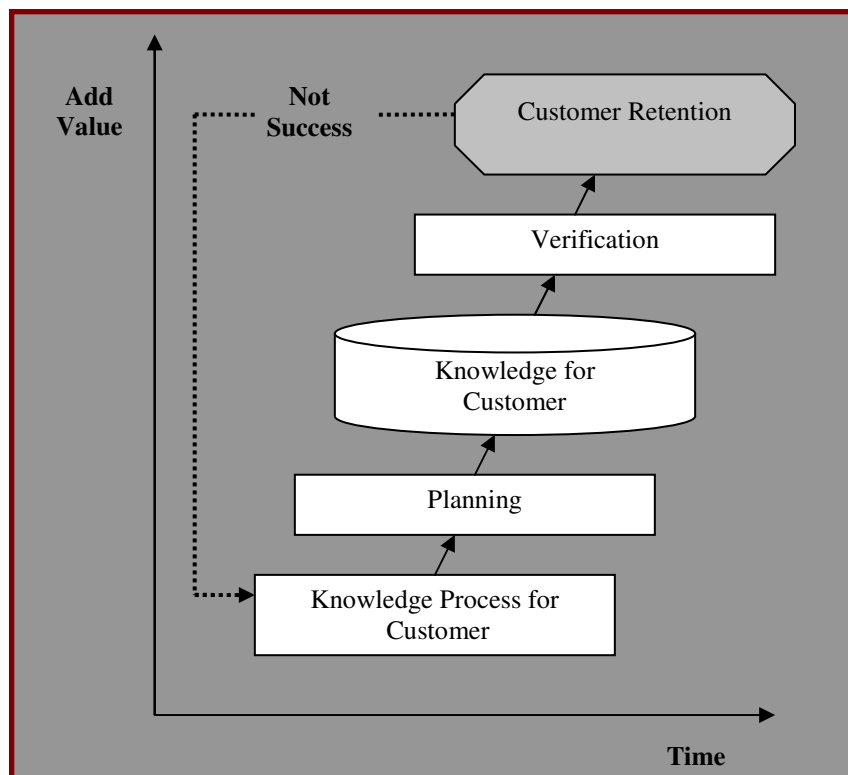 Add
Value
Not
Success
Customer Retention
Verification
Knowledge for
Customer
Planning
Knowledge Process for
Customer
Time